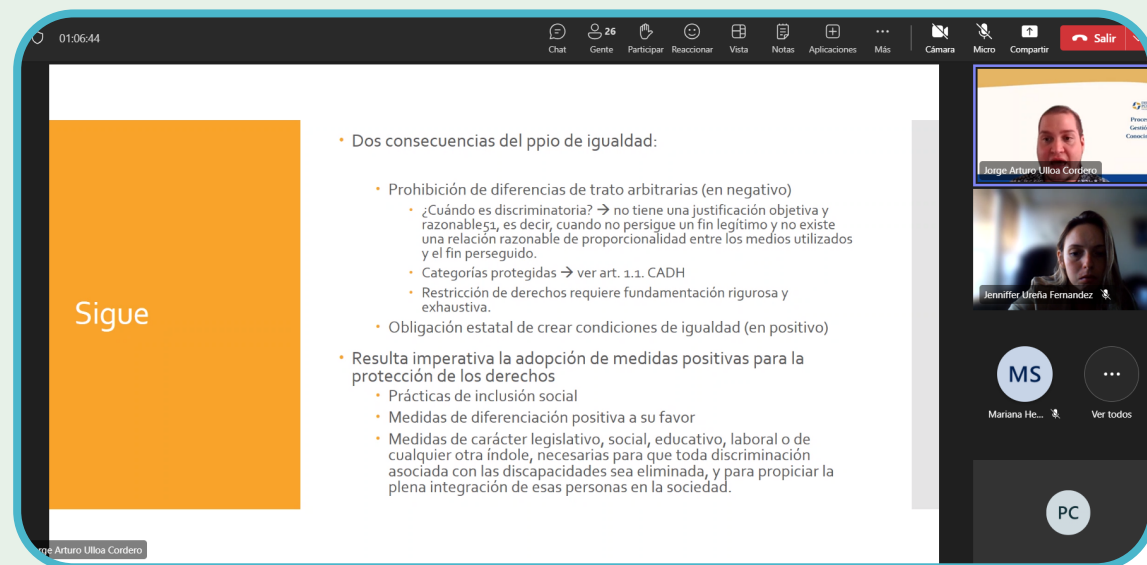 01:06:44
Chat
26
Gente
Participar
Reaccionar
Vista
Notas
Aplicaciones
Más
Cámara
Micro
Compartir
Salir
Sigue
Dos consecuencias del ppio de igualdad:
Prohibición de diferencias de trato arbitrarias (en negativo)
¿Cuándo es discriminatoria? → no tiene una justificación objetiva y
razonable51, es decir, cuando no persigue un fin legítimo y no existe
una relación razonable de proporcionalidad entre los medios utilizados
y el fin perseguido.
Categorías protegidas → ver art. 1.1. CADH
Restricción de derechos requiere fundamentación rigurosa y
exhaustiva.
Obligación estatal de crear condiciones de igualdad (en positivo)
Resulta imperativa la adopción de medidas positivas para la
protección de los derechos
Prácticas de inclusión social
Medidas de diferenciación positiva a su favor
Medidas de carácter legislativo, social, educativo, laboral o de
cualquier otra índole, necesarias para que toda discriminación
asociada con las discapacidades sea eliminada, y para propiciar la
plena integración de esas personas en la sociedad.
Arturo Ulloa Cordero
Jorge Arturo Ulloa Cordero
Jenniffer Ureña Fernandez
MS
Mariana He...
...
Ver todos
PC